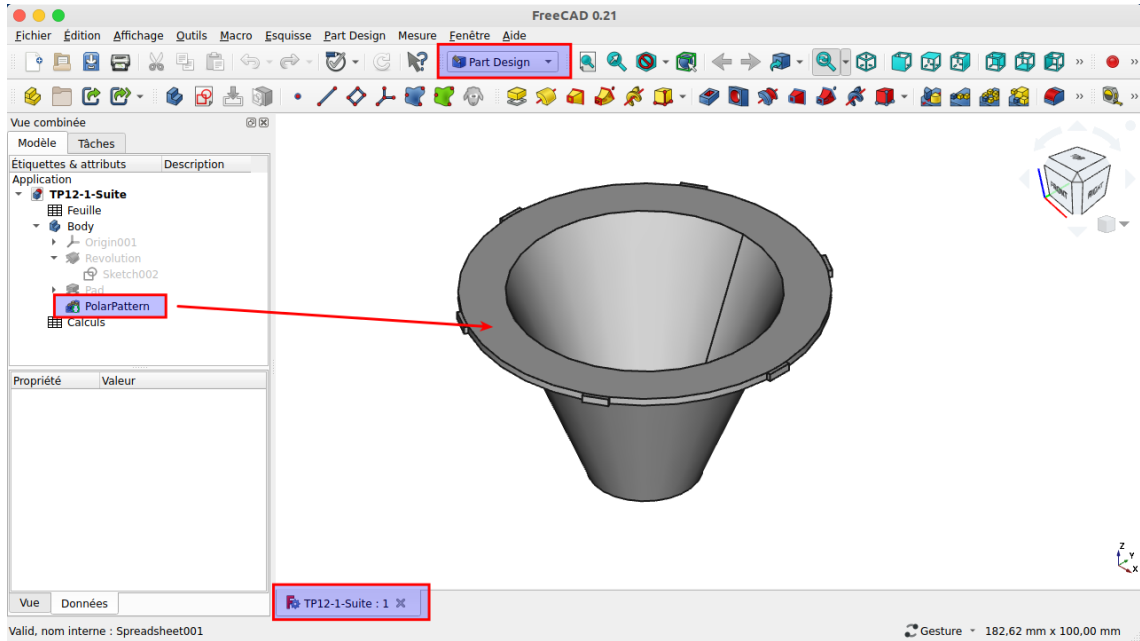 FreeCAD 0.21
Fichier Édition Affichage Outils Macro Esquisse Part Design Mesure Fenêtre Aide
Part Design
Vue combinée
Modèle Tâches
Étiquettes & attributs Description
Application
TP12-1-Suite
Feuille
Body
Origin001
Revolution
Sketch002
Pad
PolarPattern
Calculs
FRONT RIGHT
Propriété Valeur
Z
Y
X
Vue Données
TP12-1-Suite : 1
Valid, nom interne : Spreadsheet001
Gesture 182,62 mm x 100,00 mm